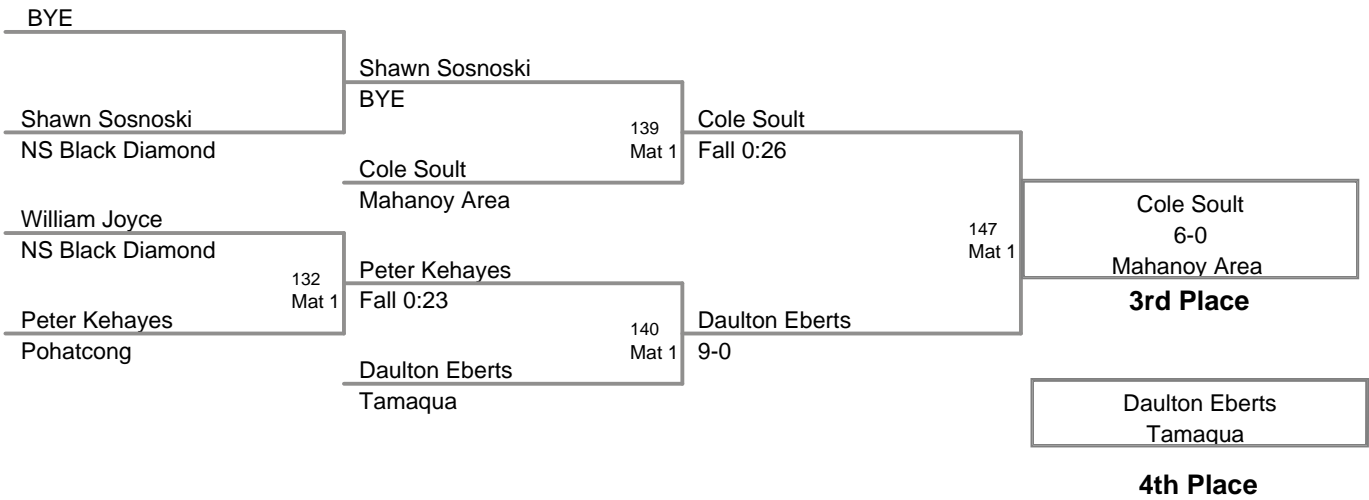 BYE
Shawn Sosnoski
BYE
Shawn Sosnoski
NS Black Diamond
139
Mat 1
Cole Soult
Fall 0:26
Cole Soult
Mahanoy Area
William Joyce
NS Black Diamond
147
Mat 1
Cole Soult
6-0
Mahanoy Area
3rd Place
132
Mat 1
Peter Kehayes
Fall 0:23
Peter Kehayes
Pohatcong
140
Mat 1
Daulton Eberts
9-0
Daulton Eberts
Tamaqua
Daulton Eberts
Tamaqua
4th Place